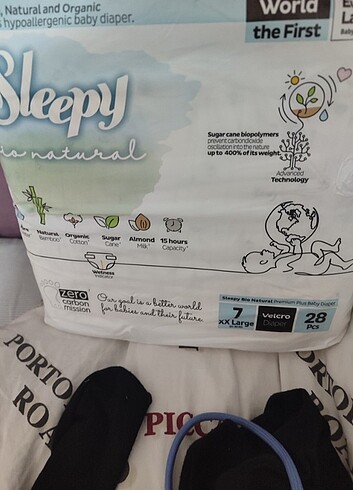 , Natural and Organic
hypoallergenic baby diaper.
World
the First
Sleepy
bio natural
Sugar cane biopolymers
prevent carbondioxide
oscillation into the nature
up to 400% of its weight
Advanced
Technology
Natural
Bamboo
Organic
Cotton
Sugar
Cane
Almond
Milk
15 hours
Capacity
Wetness
Indicator
zero
carbon
mission
Our goal is a better world
for babies and their future.
Sleepy Bio Natural Premium Plus Baby Diaper
7
XX Large
Velcro
Diaper
28
Pcs
PORTO
ROA
PICC